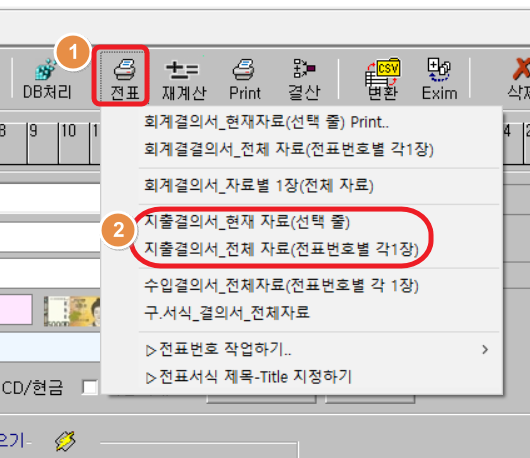 1
DB처리
전표
재계산
Print
결산
CSV
변환
Exim
삭제
8 9 10 1
4 2
회계결의서_현재자료(선택 줄) Print..
회계결결의서_전체 자료(전표번호별 각1장)
회계결의서_자료별 1장(전체 자료)
2
지출결의서_현재 자료(선택 줄)
지출결의서_전체 자료(전표번호별 각1장)
수입결의서_전체자료(전표번호별 각 1장)
구.서식_결의서_전체자료
▷전표번호 작업하기..
CD/현금
▷전표서식 제목-Title 지정하기
오기